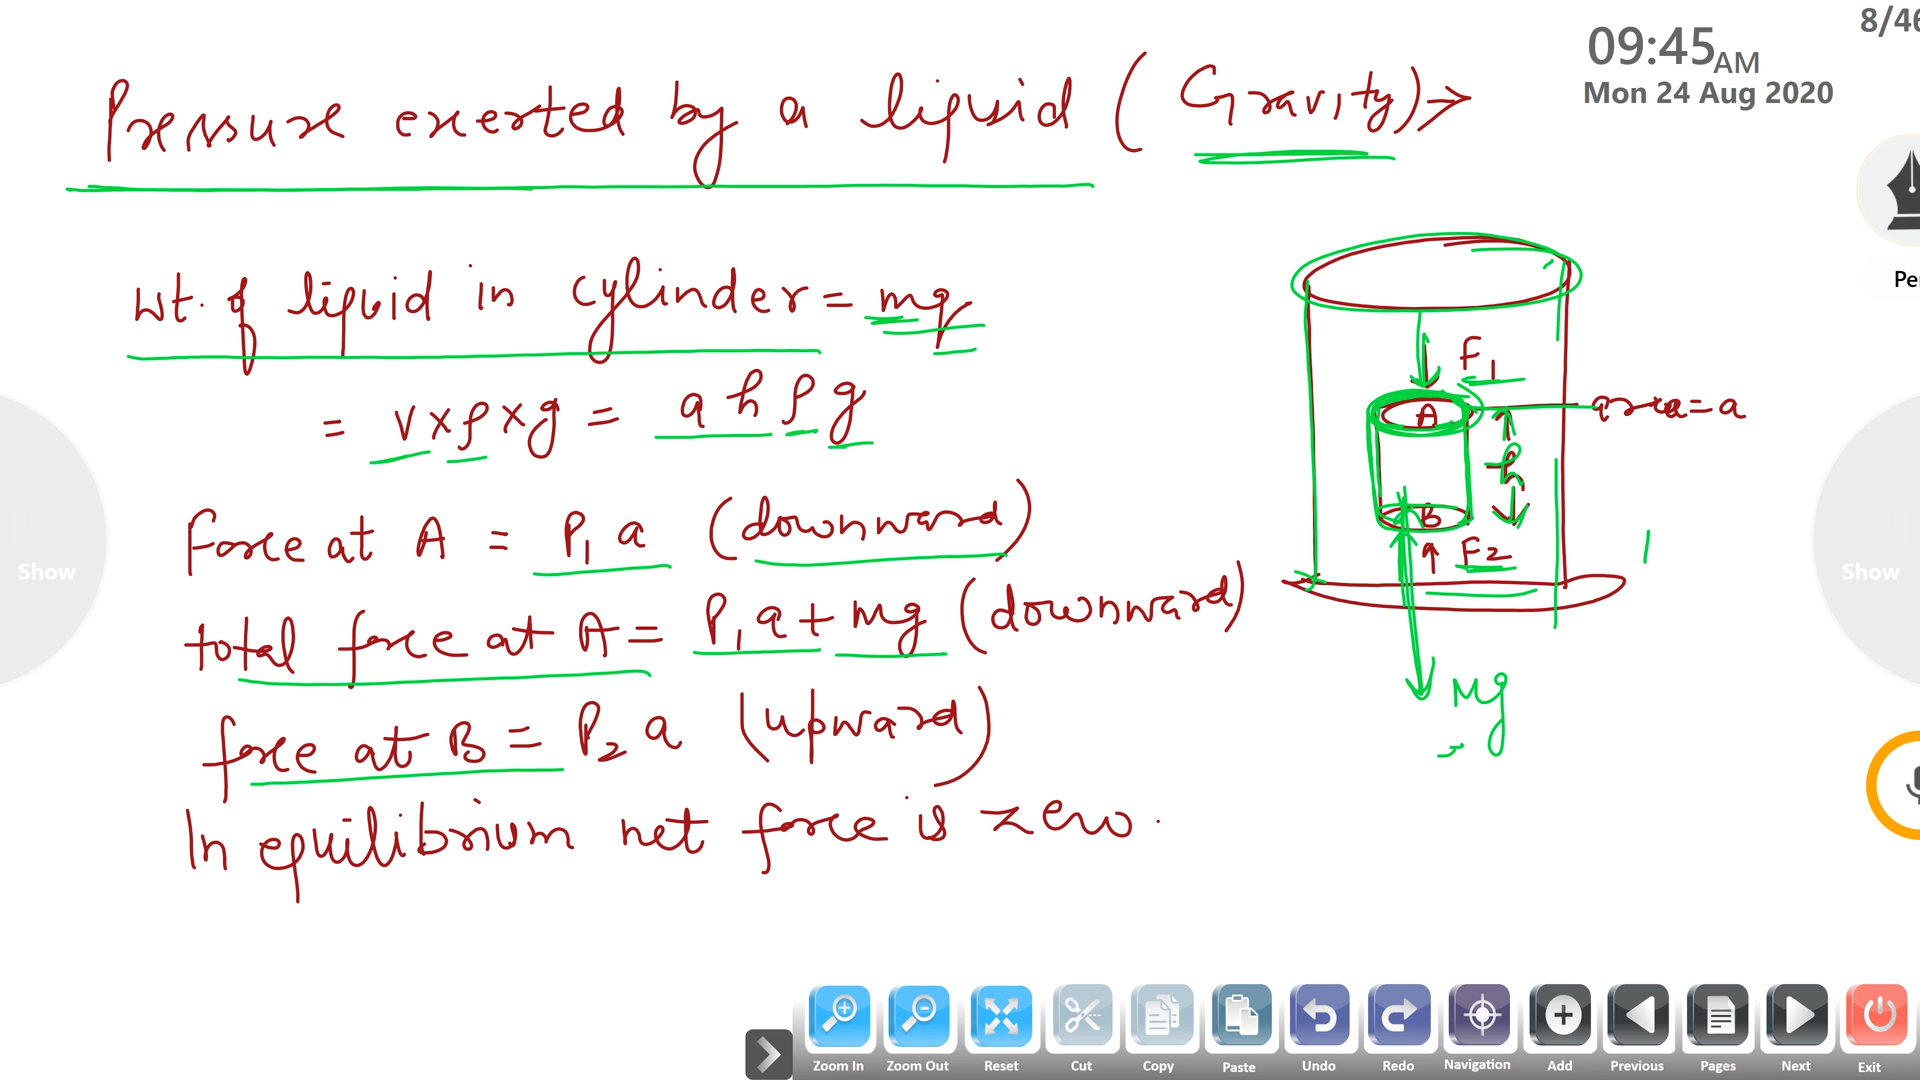 09:45 AM
8/46
Mon 24 Aug 2020
Pressure exerted by a liquid (Gravity)→
wt. of liquid in cylinder = mg
= v×ρ×g = a h ρ g
Force at A = P₁ a (downward)
total force at A = P₁ a + mg (downward)
force at B = P₂ a (upward)
In equilibrium net force is zero.
F₁
A
area = a
h
B
F₂
Mg
Show
Show
Zoom In
Zoom Out
Reset
Cut
Copy
Paste
Undo
Redo
Navigation
Add
Previous
Pages
Next
Exit